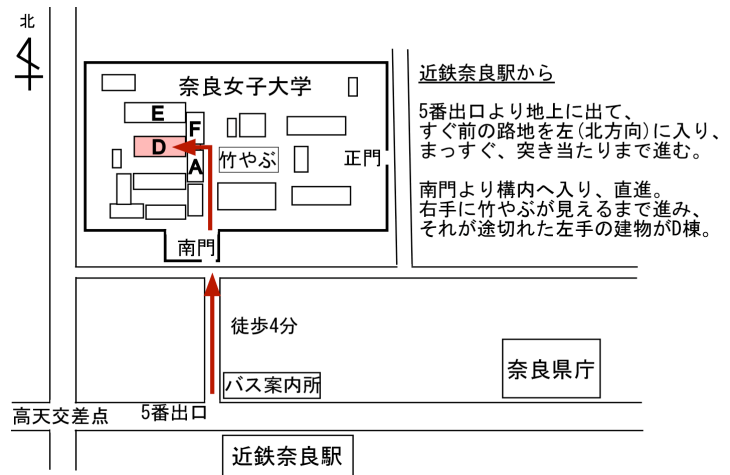 北
奈良女子大学
E
F
D
A
竹やぶ
正門
南門
近鉄奈良駅から
5番出口より地上に出て、
すぐ前の路地を左(北方向)に入り、
まっすぐ、突き当たりまで進む。
南門より構内へ入り、直進。
右手に竹やぶが見えるまで進み、
それが途切れた左手の建物がD棟。
徒歩4分
バス案内所
奈良県庁
高天交差点
5番出口
近鉄奈良駅